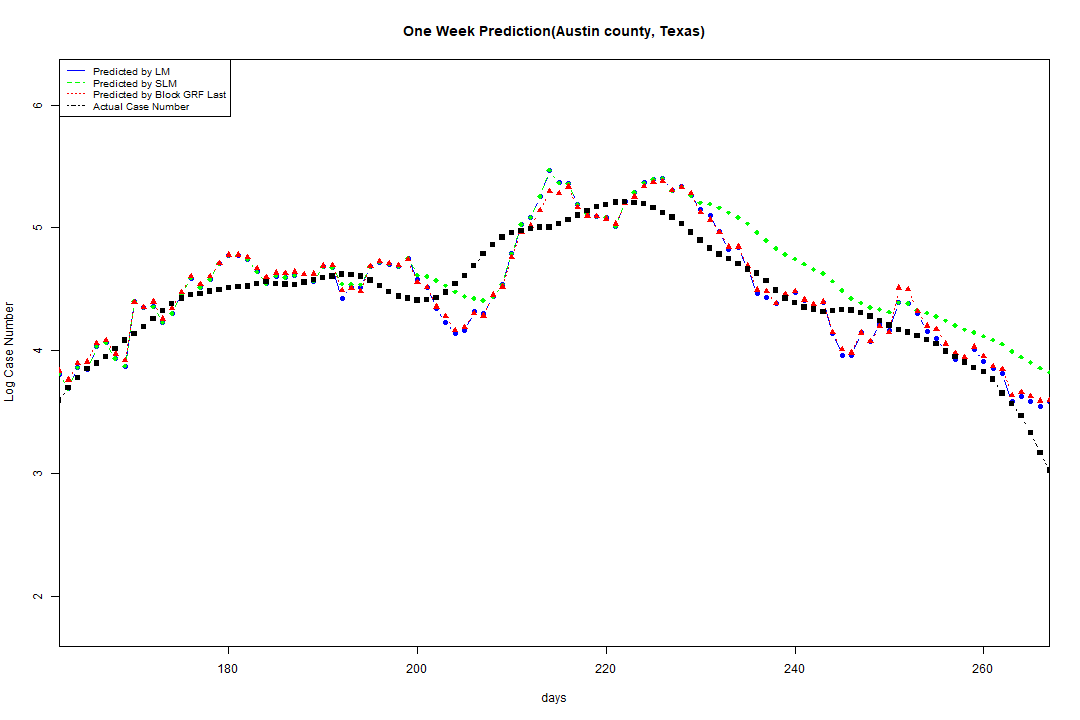 One Week Prediction(Austin county, Texas)
Predicted by LM
Predicted by SLM
Predicted by Block GRF Last
Actual Case Number
6
5
4
3
2
Log Case Number
180 200 220 240 260
days